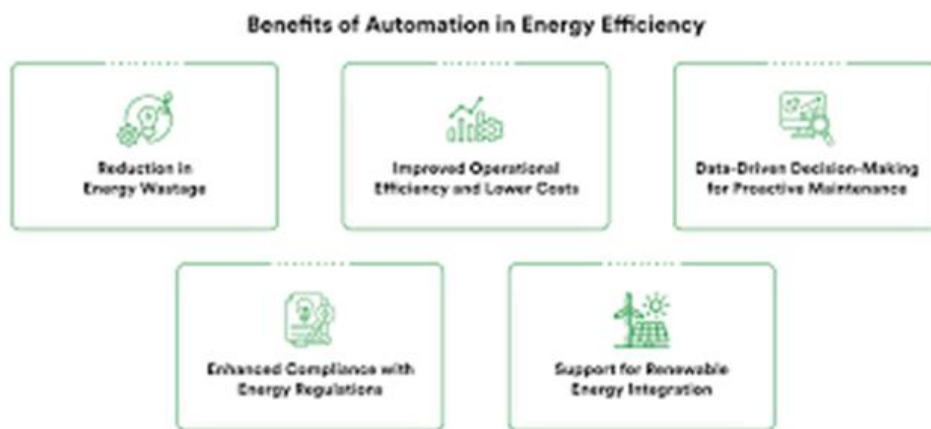 Benefits of Automation in Energy Efficiency
Reduction in
Energy Wastage
Improved Operational
Efficiency and Lower Costs
Data-Driven Decision-Making
for Proactive Maintenance
Enhanced Compliance with
Energy Regulations
Support for Renewable
Energy Integration